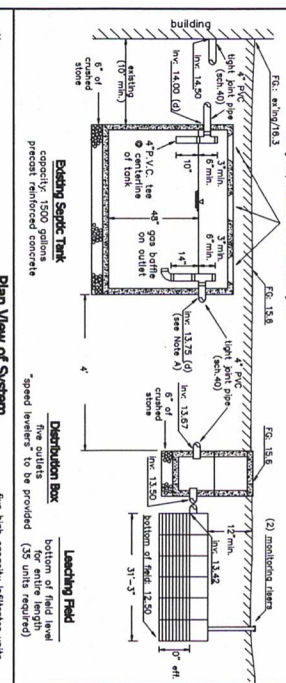 building
FG: ex'ing/16.3
4" PVC
tight joint pipe
(sch.40)
inv: 14.50
inv: 14.00 (d)
existing
(10' min.)
6" of
crushed
stone
3" min.
6" min.
10"
4" P.V.C. tee
@ centerline
of tank
48"
gas baffle
on outlet
3" min.
6" min.
14"
FG: 15.6
inv: 13.75 (d)
(see Note A)
4" PVC
tight joint pipe
(sch.40)
4'
inv: 13.67
6" of
crushed
stone
inv: 13.50
FG: 15.6
12" min.
inv: 13.42
(2) monitoring risers
bottom of field: 12.50
31'-3"
0" eff.
Existing Septic Tank
capacity: 1500 gallons
precast reinforced concrete
Distribution Box
five outlets
"speed levelers" to be provided
Leaching Field
bottom of field level
for entire length
(35 units required)
Plan View of System
five high capacity infiltrator units